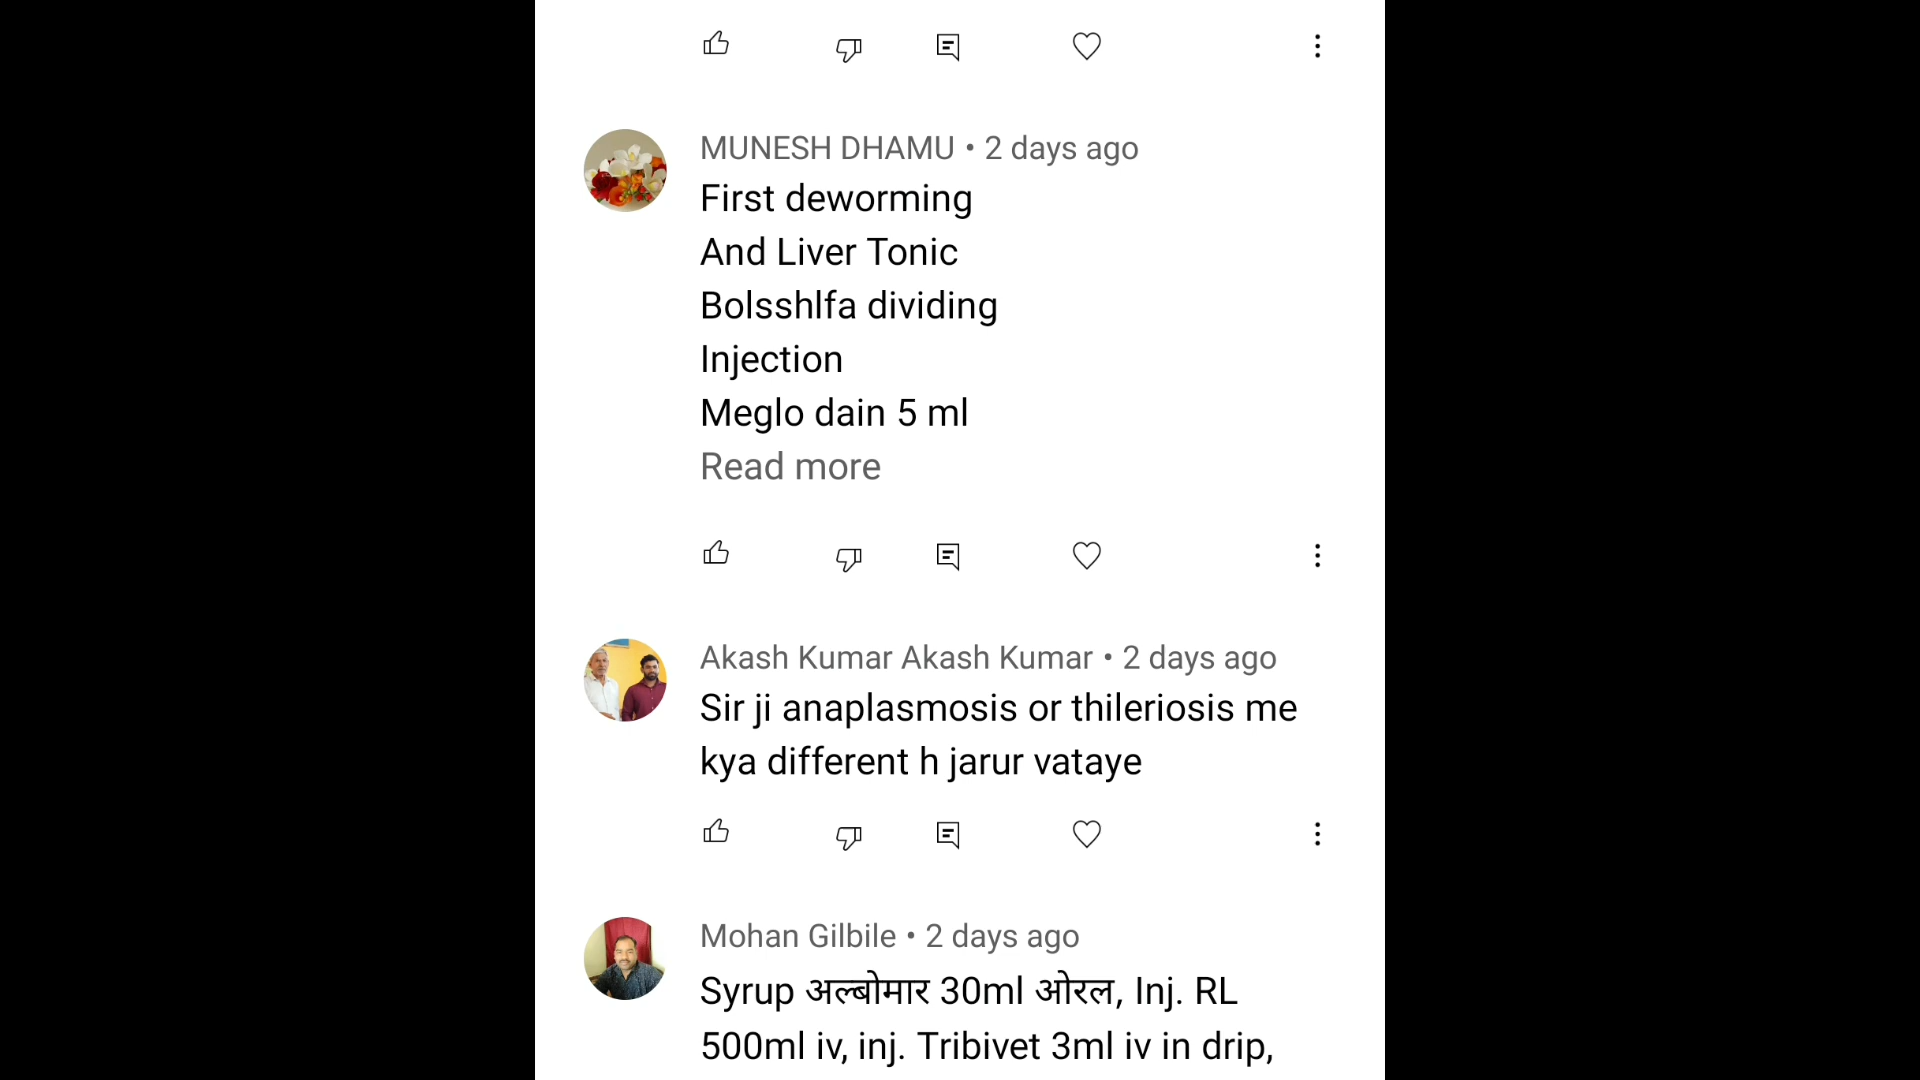 MUNESH DHAMU • 2 days ago
First deworming
And Liver Tonic
Bolsshlfa dividing
Injection
Meglo dain 5 ml
Read more
Akash Kumar Akash Kumar • 2 days ago
Sir ji anaplasmosis or thileriosis me
kya different h jarur vataye
Mohan Gilbile • 2 days ago
Syrup अल्बोमार 30ml ओरल, Inj. RL
500ml iv, inj. Tribivet 3ml iv in drip,